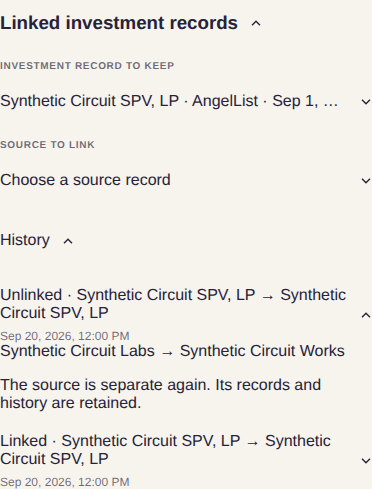 Linked investment records
INVESTMENT RECORD TO KEEP
Synthetic Circuit SPV, LP · AngelList · Sep 1, …
SOURCE TO LINK
Choose a source record
History
Unlinked · Synthetic Circuit SPV, LP → Synthetic
Circuit SPV, LP
Sep 20, 2026, 12:00 PM
Synthetic Circuit Labs → Synthetic Circuit Works
The source is separate again. Its records and
history are retained.
Linked · Synthetic Circuit SPV, LP → Synthetic
Circuit SPV, LP
Sep 20, 2026, 12:00 PM